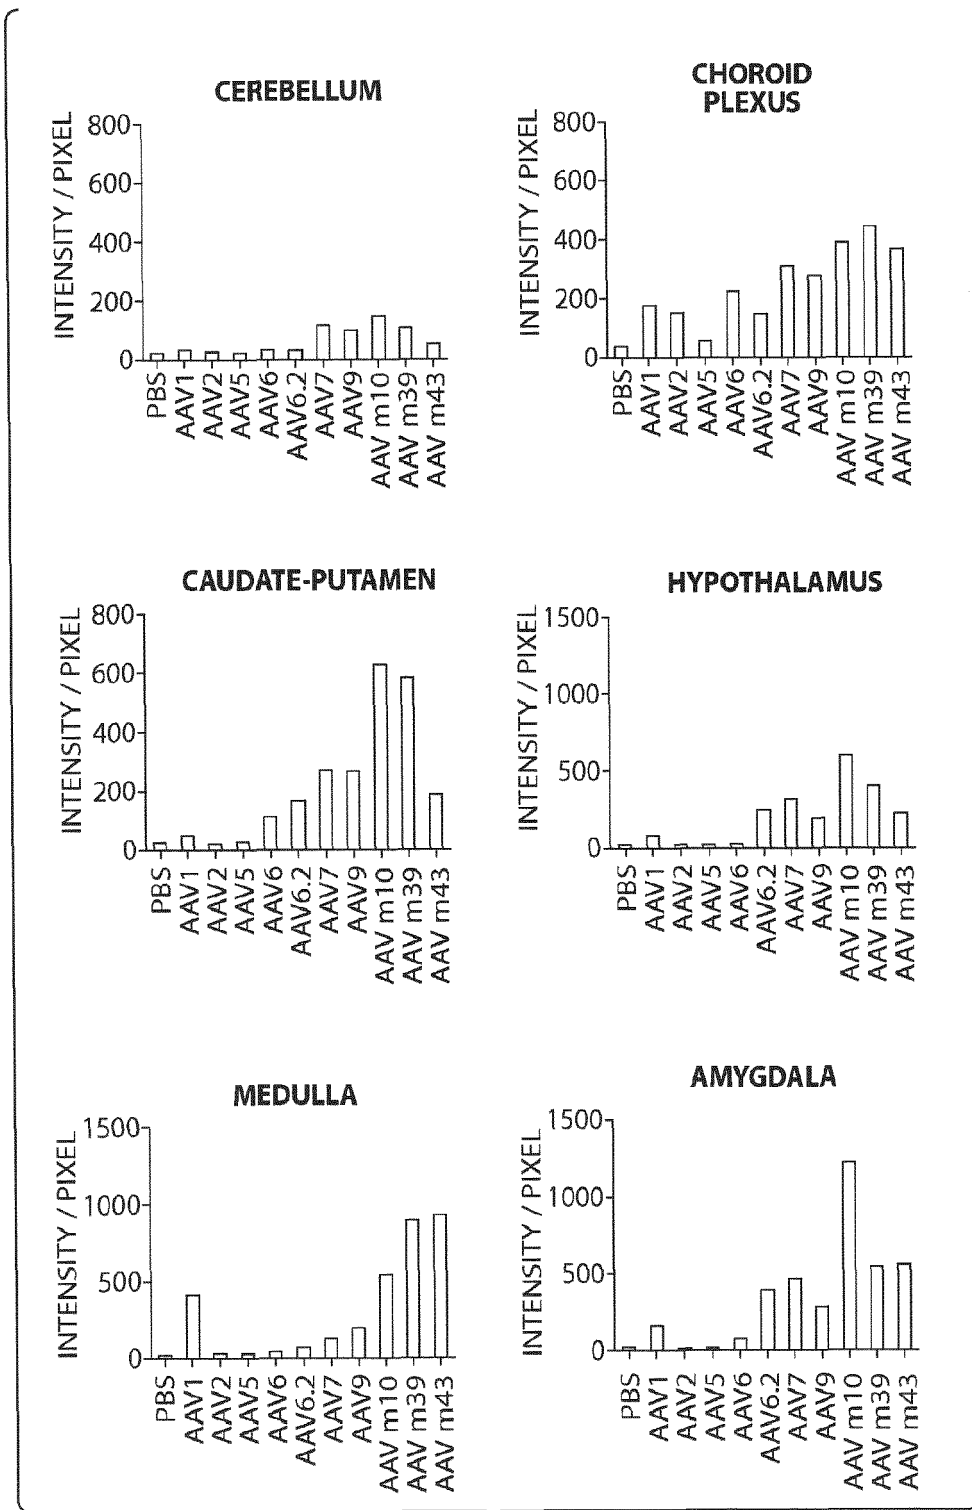 CEREBELLUM
INTENSITY / PIXEL
800
600
400
200
0
PBS
AAV1
AAV2
AAV5
AAV6
AAV6.2
AAV7
AAV9
AAV m10
AAV m39
AAV m43
CHOROID
PLEXUS
INTENSITY / PIXEL
800
600
400
200
0
PBS
AAV1
AAV2
AAV5
AAV6
AAV6.2
AAV7
AAV9
AAV m10
AAV m39
AAV m43
CAUDATE-PUTAMEN
INTENSITY / PIXEL
800
600
400
200
0
PBS
AAV1
AAV2
AAV5
AAV6
AAV6.2
AAV7
AAV9
AAV m10
AAV m39
AAV m43
HYPOTHALAMUS
INTENSITY / PIXEL
1500
1000
500
0
PBS
AAV1
AAV2
AAV5
AAV6
AAV6.2
AAV7
AAV9
AAV m10
AAV m39
AAV m43
MEDULLA
INTENSITY / PIXEL
1500
1000
500
0
PBS
AAV1
AAV2
AAV5
AAV6
AAV6.2
AAV7
AAV9
AAV m10
AAV m39
AAV m43
AMYGDALA
INTENSITY / PIXEL
1500
1000
500
0
PBS
AAV1
AAV2
AAV5
AAV6
AAV6.2
AAV7
AAV9
AAV m10
AAV m39
AAV m43